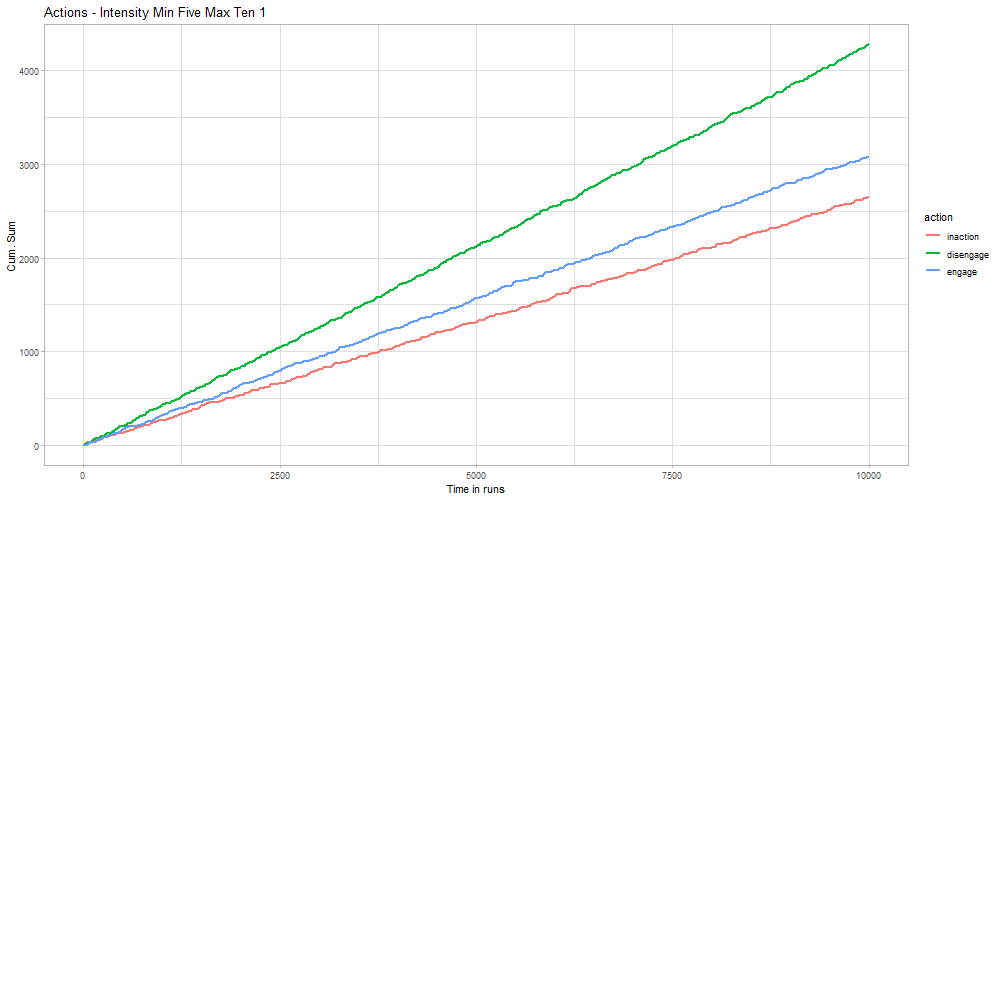 Actions - Intensity Min Five Max Ten 1
Cum. Sum
4000
3000
2000
1000
0
0 2500 5000 7500 10000
Time in runs
action
inaction
disengage
engage